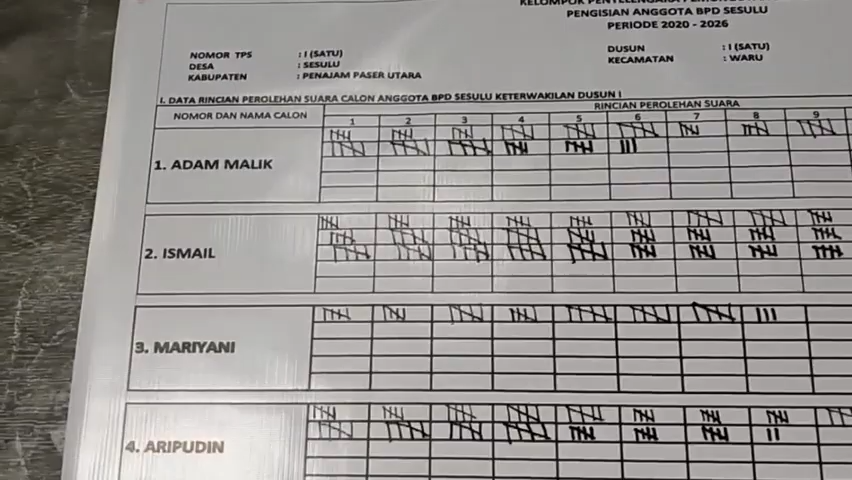 PENGISIAN ANGGOTA BPD SESULU
PERIODE 2020 - 2026
NOMOR TPS : I (SATU)
DESA : SESULU
KABUPATEN : PENAJAM PASER UTARA
DUSUN : I (SATU)
KECAMATAN : WARU
I. DATA RINCIAN PEROLEHAN SUARA CALON ANGGOTA BPD SESULU KETERWAKILAN DUSUN I
NOMOR DAN NAMA CALON
RINCIAN PEROLEHAN SUARA
1 2 3 4 5 6 7 8 9
1. ADAM MALIK
2. ISMAIL
3. MARIYANI
4. ARIPUDIN